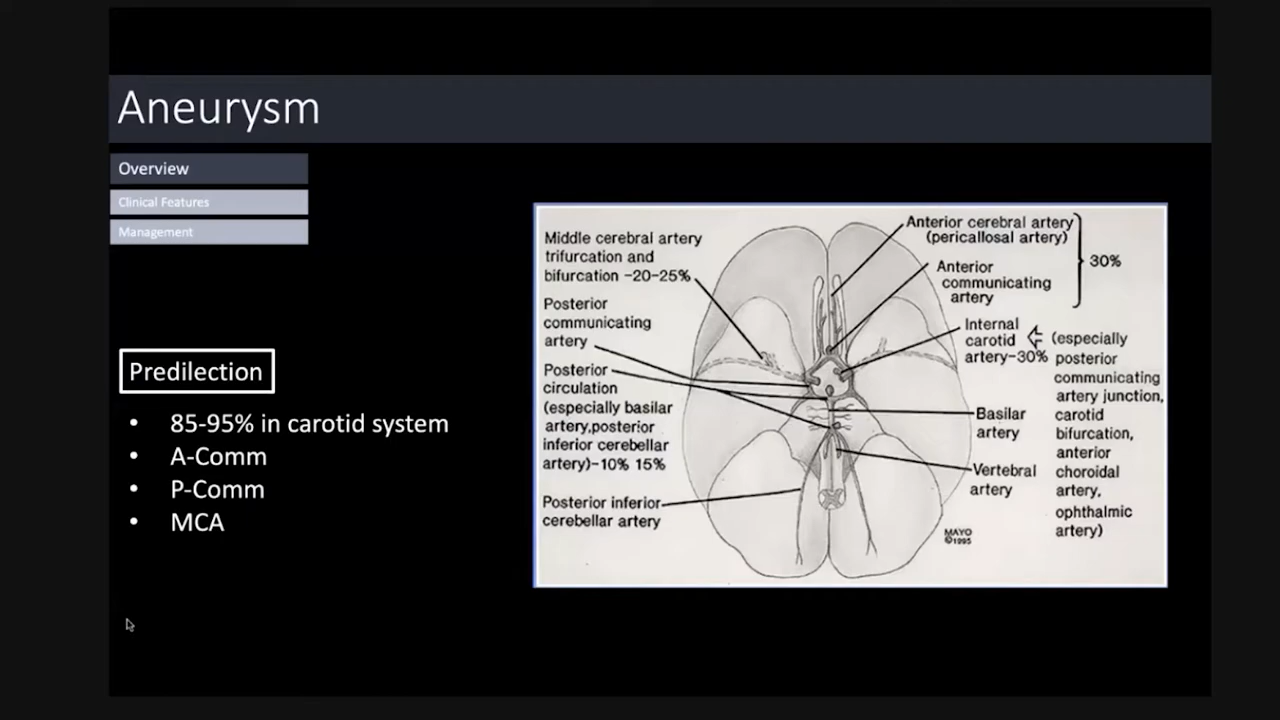 Aneurysm
Overview
Clinical Features
Management
Predilection
• 85-95% in carotid system
• A-Comm
• P-Comm
• MCA
Middle cerebral artery
trifurcation and
bifurcation -20-25%
Posterior
communicating
artery
Posterior
circulation
(especially basilar
artery,posterior
inferior cerebellar
artery)-10% 15%
Posterior inferior
cerebellar artery
Anterior cerebral artery
(pericallosal artery)
30%
Anterior
communicating
artery
Internal
carotid
artery-30%
(especially
posterior
communicating
artery junction,
carotid
bifurcation,
anterior
choroidal
artery,
ophthalmic
artery)
Basilar
artery
Vertebral
artery
MAYO
©1995